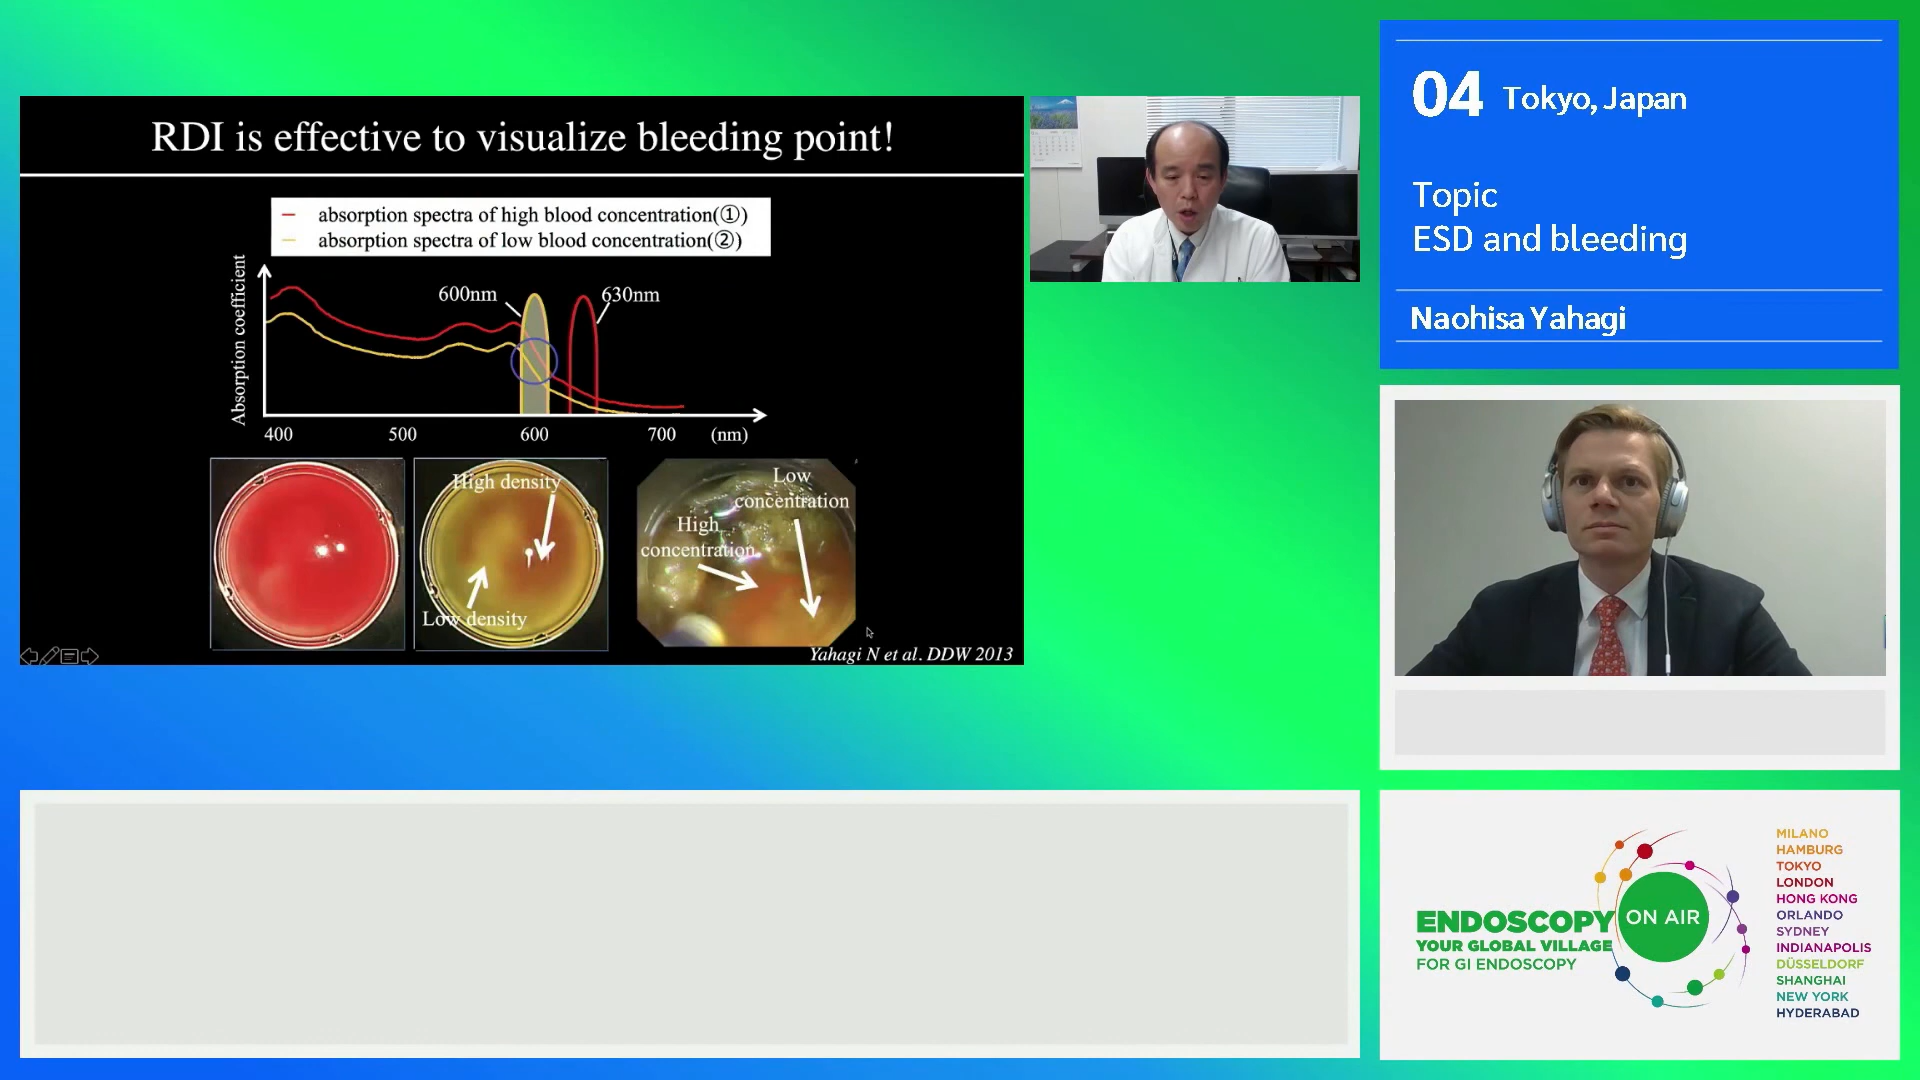 RDI is effective to visualize bleeding point!
absorption spectra of high blood concentration(①)
absorption spectra of low blood concentration(②)
Absorption coefficient
600nm
630nm
400
500
600
700
(nm)
High density
Low density
Low
concentration
High
concentration
Yahagi N et al. DDW 2013
04 Tokyo, Japan
Topic
ESD and bleeding
Naohisa Yahagi
ENDOSCOPY
ON AIR
YOUR GLOBAL VILLAGE
FOR GI ENDOSCOPY
MILANO
HAMBURG
TOKYO
LONDON
HONG KONG
ORLANDO
SYDNEY
INDIANAPOLIS
DÜSSELDORF
SHANGHAI
NEW YORK
HYDERABAD